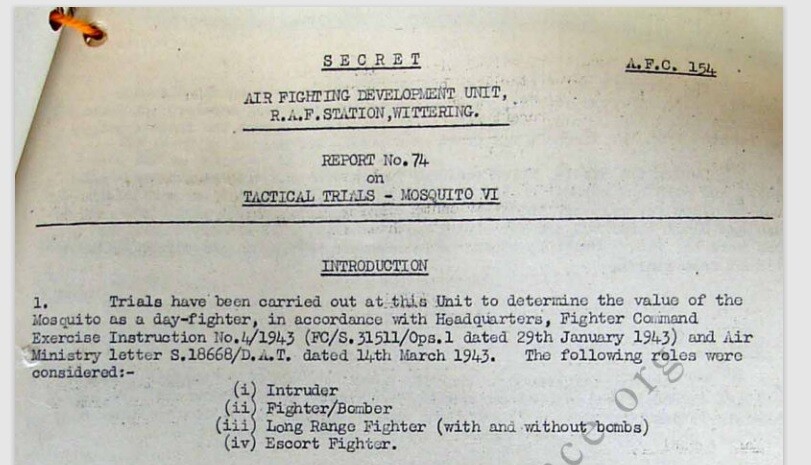 SECRET
A.F.C. 154
AIR FIGHTING DEVELOPMENT UNIT,
R.A.F.STATION,WITTERING.
REPORT No.74
on
TACTICAL TRIALS - MOSQUITO VI
INTRODUCTION
1. Trials have been carried out at this Unit to determine the value of the
Mosquito as a day-fighter, in accordance with Headquarters, Fighter Command
Exercise Instruction No.4/1943 (FC/S.31511/Ops.1 dated 29th January 1943) and Air
Ministry letter S.18668/D.A.T. dated 14th March 1943. The following roles were
considered:-
(i) Intruder
(ii) Fighter/Bomber
(iii) Long Range Fighter (with and without bombs)
(iv) Escort Fighter.
ce.org